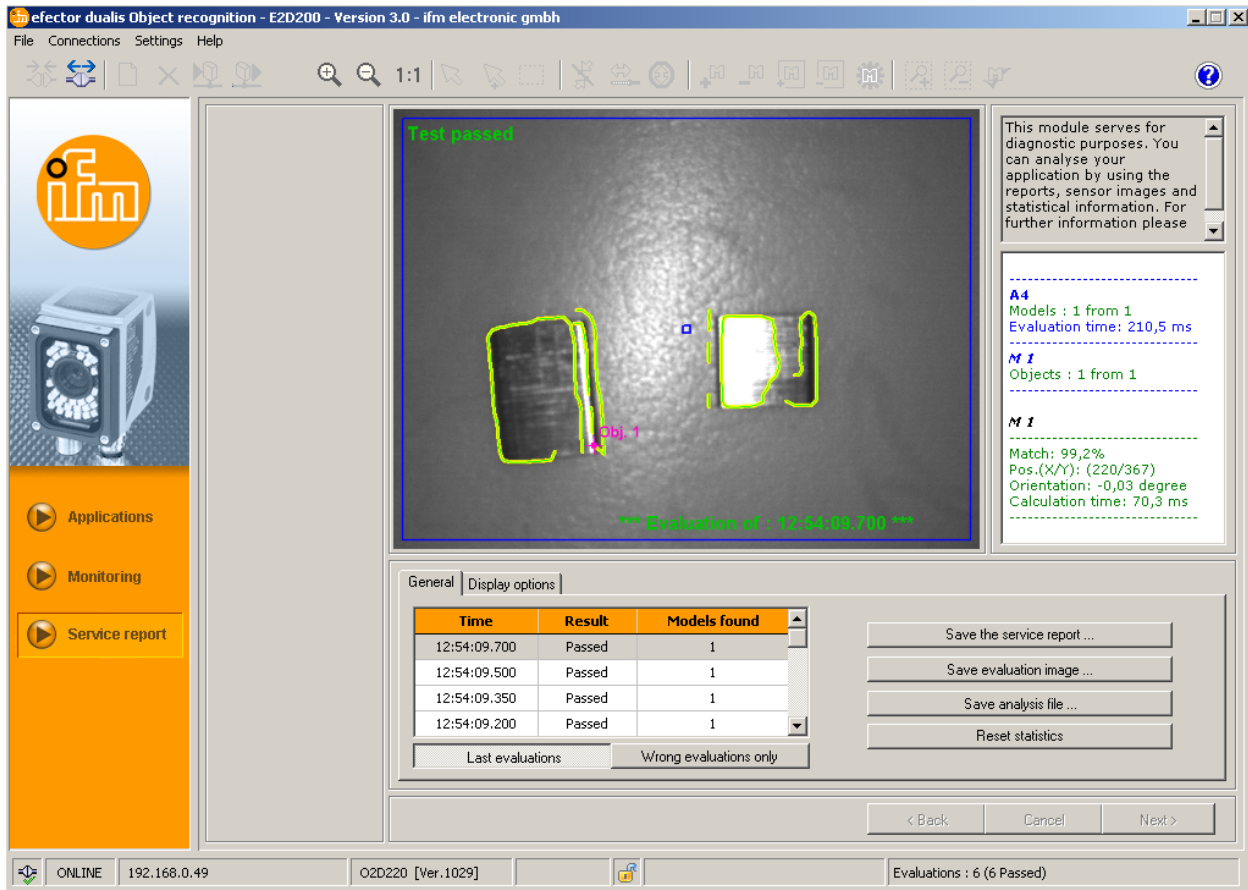 efector dualis Object recognition - E2D200 - Version 3.0 - ifm electronic gmbh
File Connections Settings Help
1:1
ifm
Test passed
Obj. 1
*** Evaluation of : 12:54:09.700 ***
This module serves for
diagnostic purposes. You
can analyse your
application by using the
reports, sensor images and
statistical information. For
further information please
A4
Models : 1 from 1
Evaluation time: 210,5 ms
M 1
Objects : 1 from 1
M 1
Match: 99,2%
Pos.(X/Y): (220/367)
Orientation: -0,03 degree
Calculation time: 70,3 ms
Applications
Monitoring
Service report
General Display options
Time Result Models found
12:54:09.700 Passed 1
12:54:09.500 Passed 1
12:54:09.350 Passed 1
12:54:09.200 Passed 1
Last evaluations Wrong evaluations only
Save the service report ...
Save evaluation image ...
Save analysis file ...
Reset statistics
< Back Cancel Next >
ONLINE 192.168.0.49 O2D220 [Ver.1029] Evaluations : 6 (6 Passed)